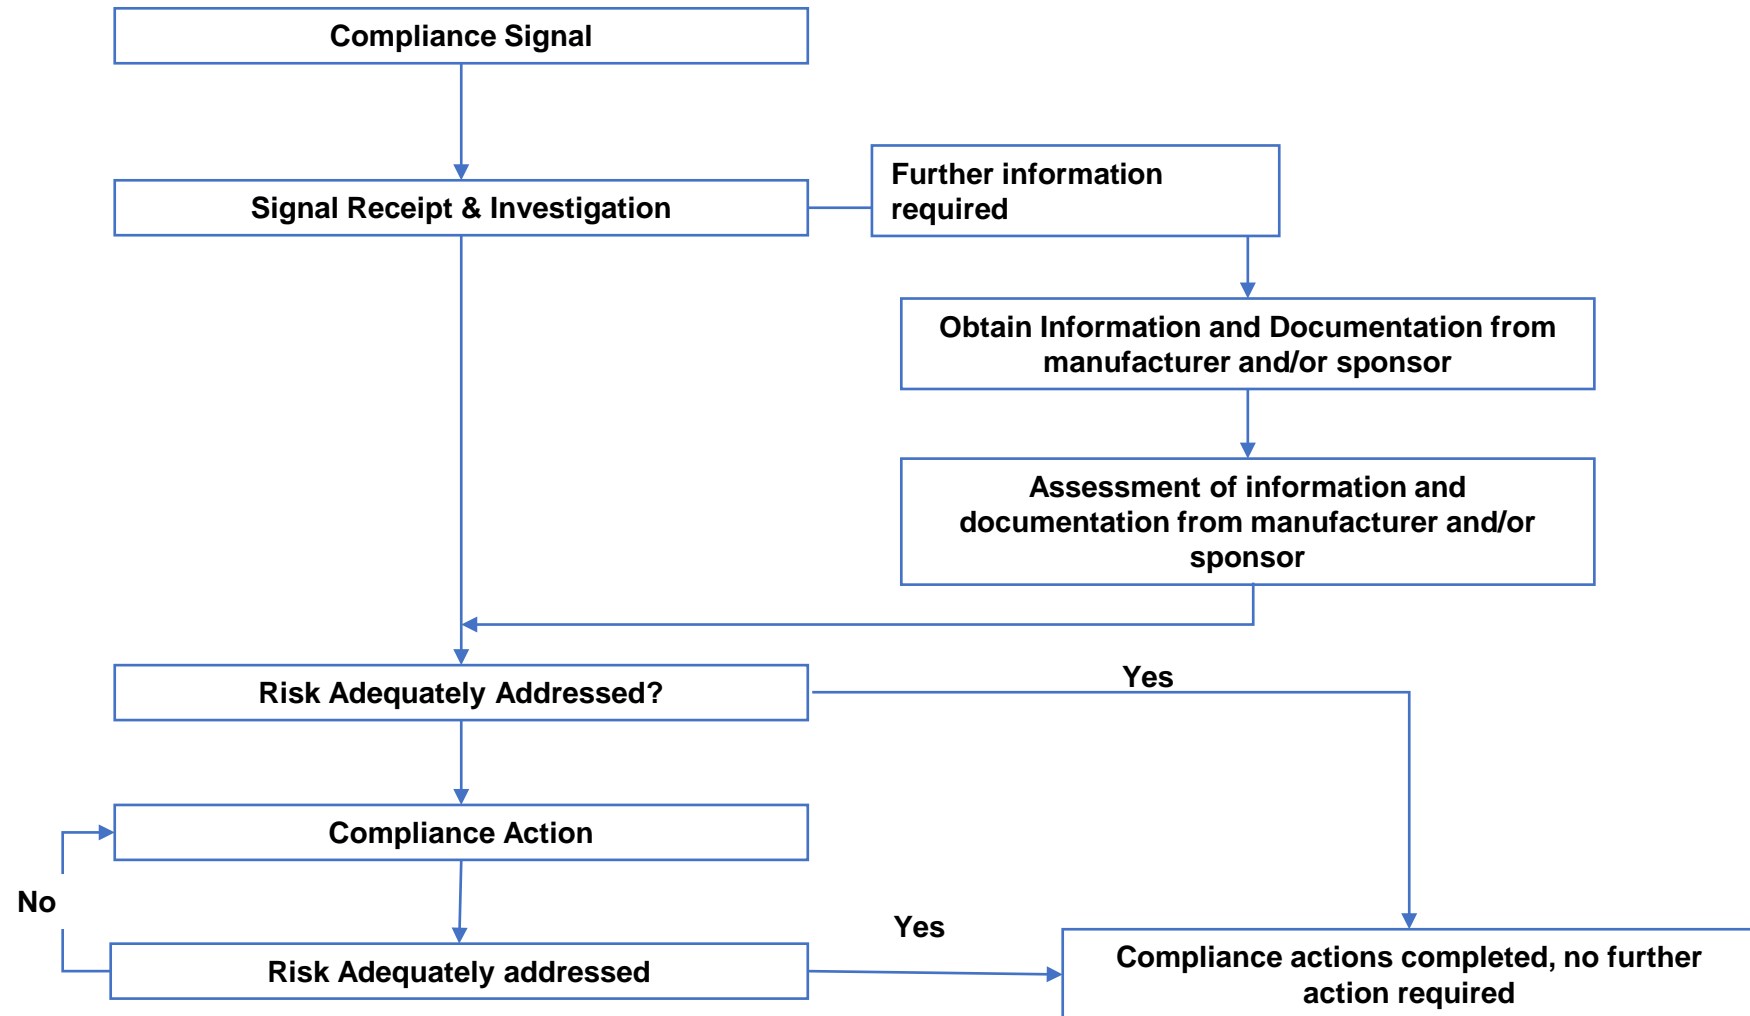 Compliance Signal
Signal Receipt & Investigation
Further information
required
Obtain Information and Documentation from
manufacturer and/or sponsor
Assessment of information and
documentation from manufacturer and/or
sponsor
Risk Adequately Addressed?
Yes
Compliance Action
No
Risk Adequately addressed
Yes
Compliance actions completed, no further
action required